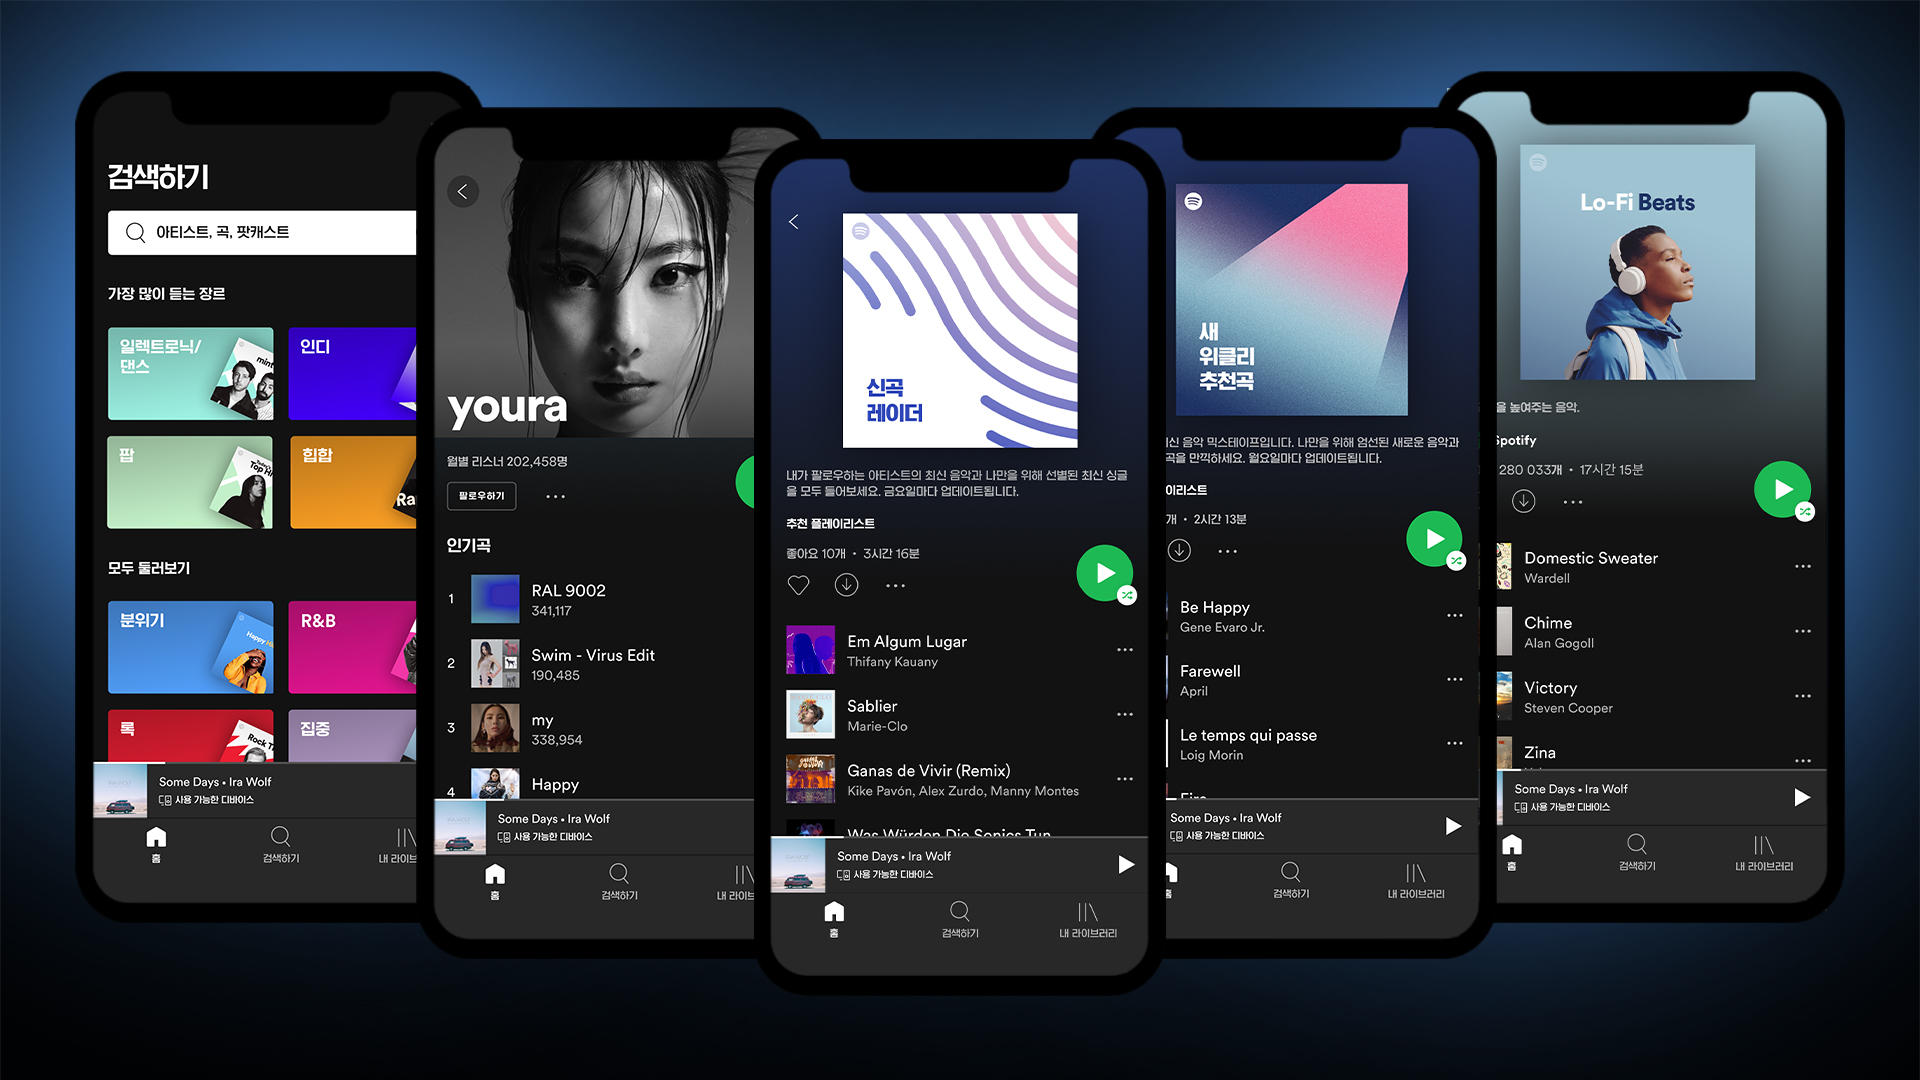 검색하기
아티스트, 곡, 팟캐스트
가장 많이 듣는 장르
일렉트로닉/
댄스
mint
인디
팝
Top Hi
힙합
Ra
모두 둘러보기
분위기
Happy Hi
R&B
록
Rock T
집중
Some Days • Ira Wolf
사용 가능한 디바이스
홈
검색하기
내 라이브
youra
월별 리스너 202,458명
팔로우하기
인기곡
1
RAL 9002
341,117
2
Swim - Virus Edit
190,485
3
my
338,954
4
Happy
Some Days • Ira Wolf
사용 가능한 디바이스
홈
검색하기
내 라이브
신곡
레이더
내가 팔로우하는 아티스트의 최신 음악과 나만을 위해 선별된 최신 싱글
을 모두 들어보세요. 금요일마다 업데이트됩니다.
추천 플레이리스트
좋아요 10개 • 3시간 16분
Em Algum Lugar
Thifany Kauany
Sablier
Marie-Clo
Ganas de Vivir (Remix)
Kike Pavón, Alex Zurdo, Manny Montes
Was Würden Die Sonics Tun
Some Days • Ira Wolf
사용 가능한 디바이스
홈
검색하기
내 라이브러리
새
위클리
추천곡
신 음악 믹스테이프입니다. 나만을 위해 엄선된 새로운 음악과
곡을 만끽하세요. 월요일마다 업데이트됩니다.
이리스트
개 • 2시간 13분
Be Happy
Gene Evaro Jr.
Farewell
April
Le temps qui passe
Loig Morin
Fire
Some Days • Ira Wolf
사용 가능한 디바이스
홈
검색하기
내 라이브러리
Lo-Fi Beats
을 높여주는 음악.
Spotify
280 033개 • 17시간 15분
Domestic Sweater
Wardell
Chime
Alan Gogoll
Victory
Steven Cooper
Zina
Some Days • Ira Wolf
사용 가능한 디바이스
홈
검색하기
내 라이브러리